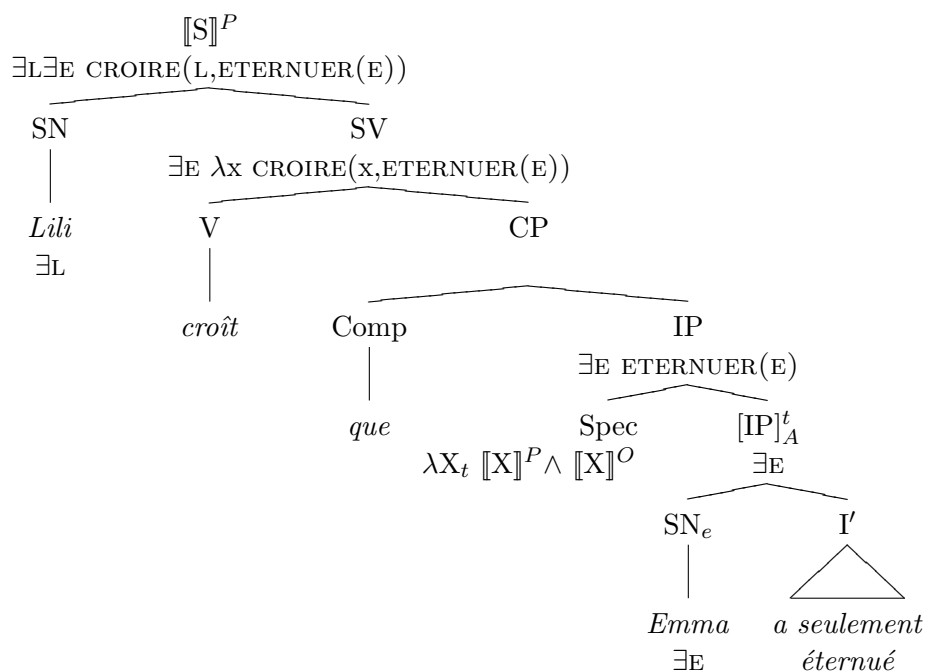 ⟦S⟧^P
∃L∃E CROIRE(L,ETERNUER(E))
SN SV
∃E λx CROIRE(x,ETERNUER(E))
Lili V CP
∃L
croît Comp IP
∃E ETERNUER(E)
que Spec [IP]^t_A
λX_t ⟦X⟧^P ∧ ⟦X⟧^O ∃E
SN_e I′
Emma a seulement
∃E éternué